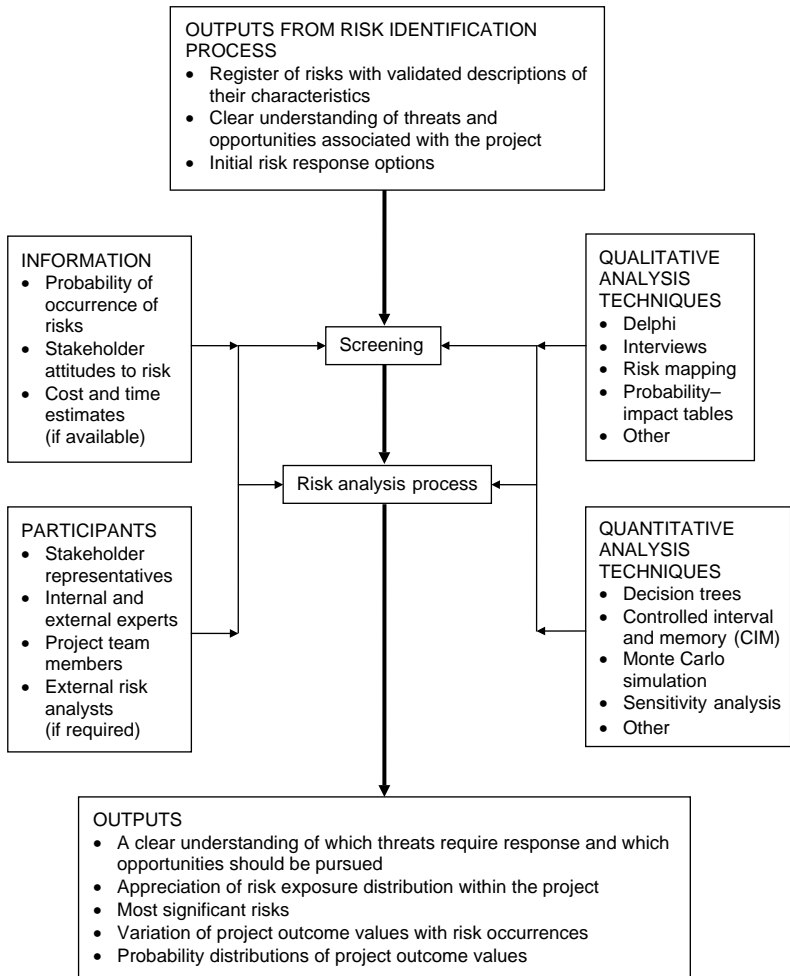 OUTPUTS FROM RISK IDENTIFICATION
PROCESS
• Register of risks with validated descriptions of
their characteristics
• Clear understanding of threats and
opportunities associated with the project
• Initial risk response options
INFORMATION
• Probability of
occurrence of
risks
• Stakeholder
attitudes to risk
• Cost and time
estimates
(if available)
Screening
QUALITATIVE
ANALYSIS
TECHNIQUES
• Delphi
• Interviews
• Risk mapping
• Probability–
impact tables
• Other
Risk analysis process
PARTICIPANTS
• Stakeholder
representatives
• Internal and
external experts
• Project team
members
• External risk
analysts
(if required)
QUANTITATIVE
ANALYSIS
TECHNIQUES
• Decision trees
• Controlled interval
and memory (CIM)
• Monte Carlo
simulation
• Sensitivity analysis
• Other
OUTPUTS
• A clear understanding of which threats require response and which
opportunities should be pursued
• Appreciation of risk exposure distribution within the project
• Most significant risks
• Variation of project outcome values with risk occurrences
• Probability distributions of project outcome values